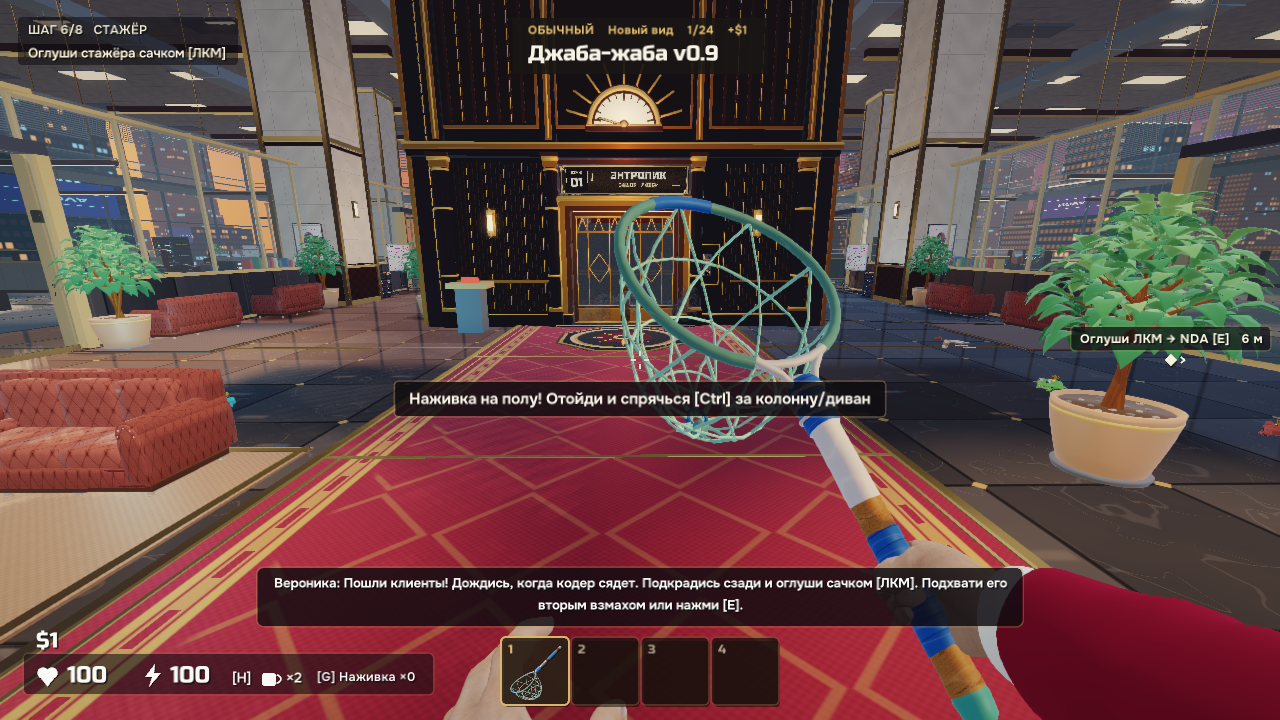 ШАГ 6/8 СТАЖЁР
Оглуши стажёра сачком [ЛКМ]
ОБЫЧНЫЙ Новый вид 1/24 +$1
Джаба-жаба v0.9
01
ЭНТРОПИК
Оглуши ЛКМ → NDA [E] 6 м
Наживка на полу! Отойди и спрячься [Ctrl] за колонну/диван
Вероника: Пошли клиенты! Дождись, когда кодер сядет. Подкрадись сзади и оглуши сачком [ЛКМ]. Подхвати его
вторым взмахом или нажми [E].
$1
100 100 [H] ×2 [G] Наживка ×0
1 2 3 4